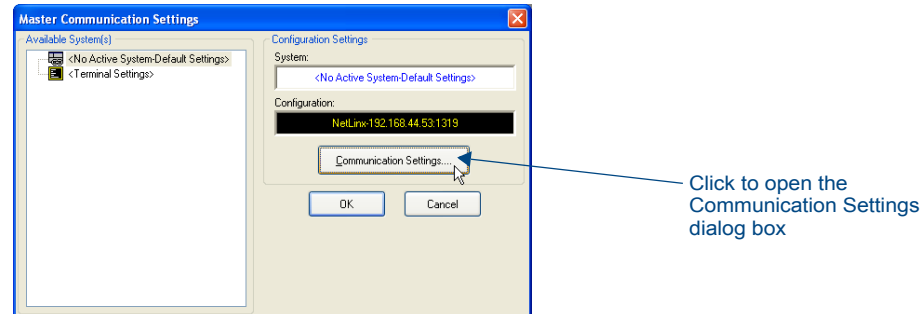 Master Communication Settings
Available System(s)
<No Active System-Default Settings>
<Terminal Settings>
Configuration Settings
System:
<No Active System-Default Settings>
Configuration:
NetLinx-192.168.44.53:1319
Communication Settings....
OK
Cancel
Click to open the
Communication Settings
dialog box